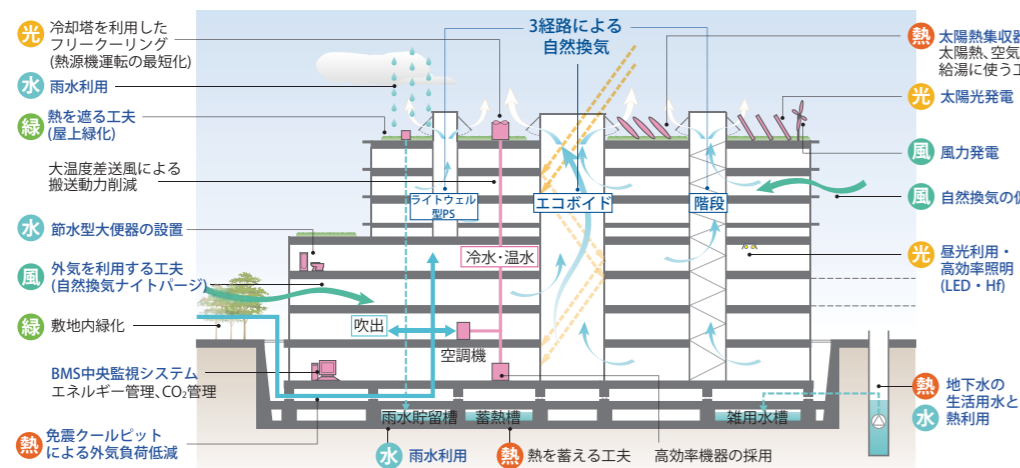 光 冷却塔を利用した
フリークーリング
(熱源機運転の最短化)
水 雨水利用
緑 熱を遮る工夫
(屋上緑化)
大温度差送風による
搬送動力削減
水 節水型大便器の設置
風 外気を利用する工夫
(自然換気ナイトパージ)
緑 敷地内緑化
BMS中央監視システム
エネルギー管理、CO₂管理
熱 免震クールピット
による外気負荷低減
3経路による
自然換気
ライトウェル
型PS
エコボイド
階段
冷水・温水
吹出
空調機
雨水貯留槽
蓄熱槽
雑用水槽
水 雨水利用
熱 熱を蓄える工夫
高効率機器の採用
熱 太陽熱集収器
太陽熱、空気
給湯に使う工
光 太陽光発電
風 風力発電
風 自然換気の
光 昼光利用・
高効率照明
(LED・Hf)
熱 地下水の
水 生活用水と
熱利用